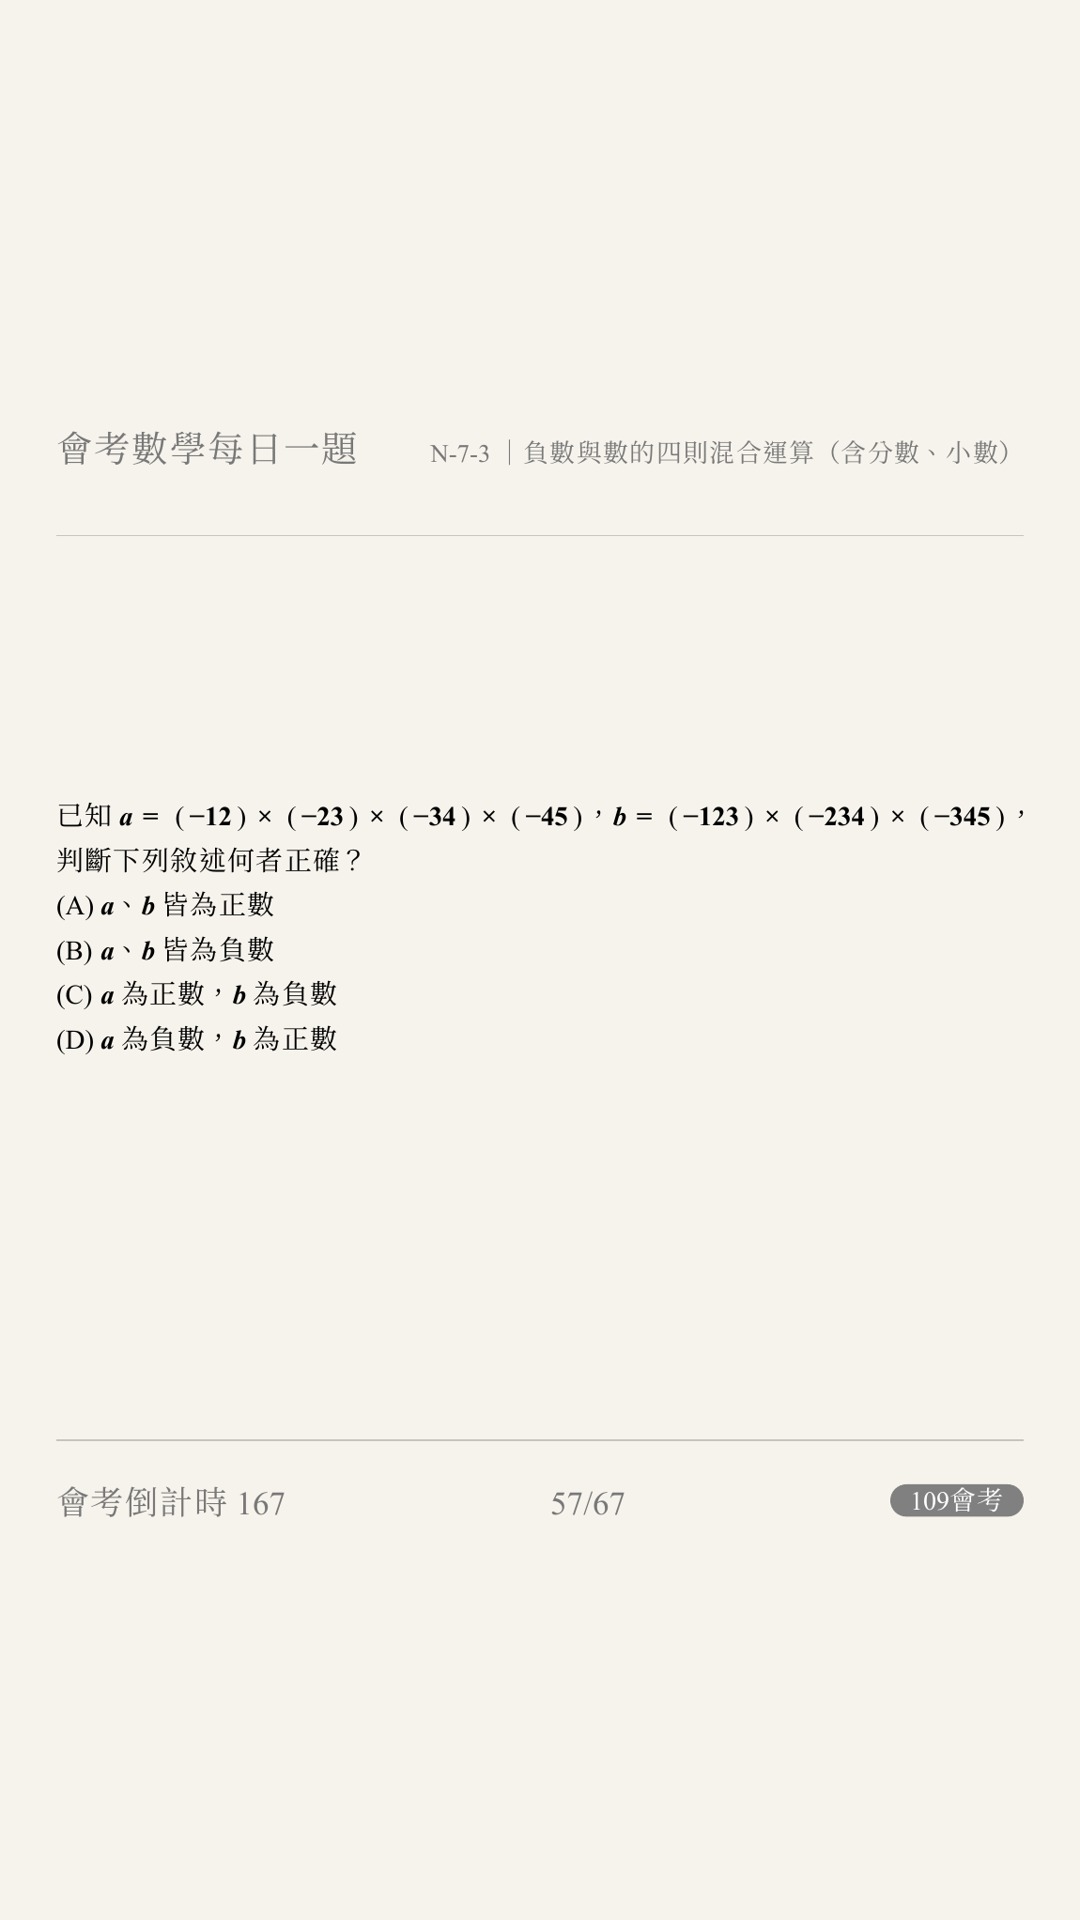 會考數學每日一題
N-7-3｜負數與數的四則混合運算（含分數、小數）
已知 a = (−12) × (−23) × (−34) × (−45)，b = (−123) × (−234) × (−345)，
判斷下列敘述何者正確？
(A) a、b 皆為正數
(B) a、b 皆為負數
(C) a 為正數，b 為負數
(D) a 為負數，b 為正數
會考倒計時 167
57/67
109會考